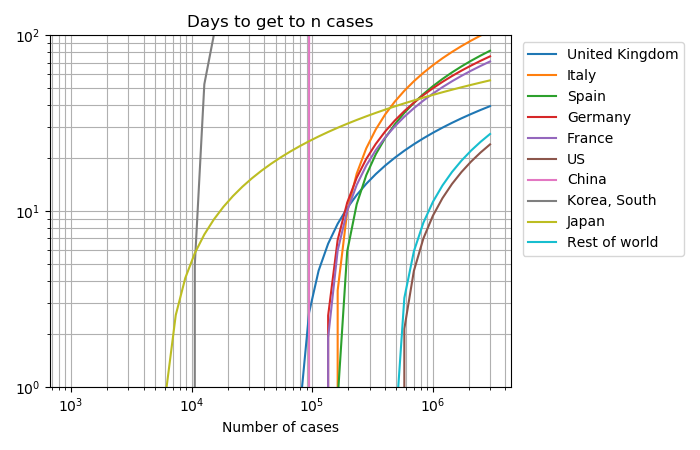 Days to get to n cases
10²
10¹
10⁰
10³
10⁴
10⁵
10⁶
Number of cases
United Kingdom
Italy
Spain
Germany
France
US
China
Korea, South
Japan
Rest of world